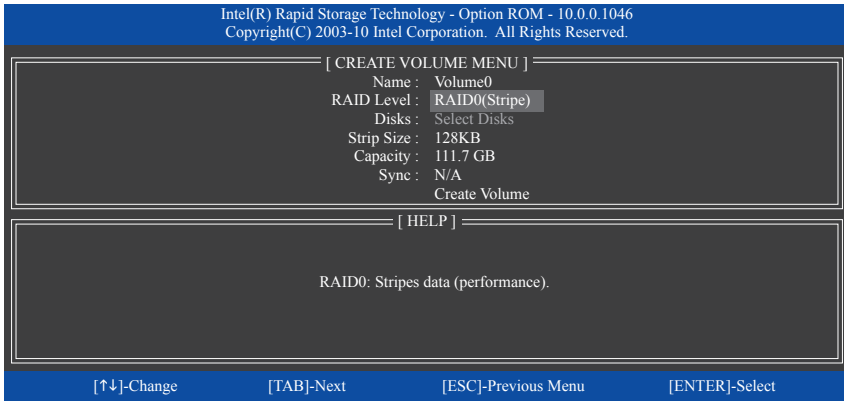 Intel(R) Rapid Storage Technology - Option ROM - 10.0.0.1046
Copyright(C) 2003-10 Intel Corporation. All Rights Reserved.
[ CREATE VOLUME MENU ]
Name : Volume0
RAID Level : RAID0(Stripe)
Disks : Select Disks
Strip Size : 128KB
Capacity : 111.7 GB
Sync : N/A
Create Volume
[ HELP ]
RAID0: Stripes data (performance).
[↑↓]-Change [TAB]-Next [ESC]-Previous Menu [ENTER]-Select